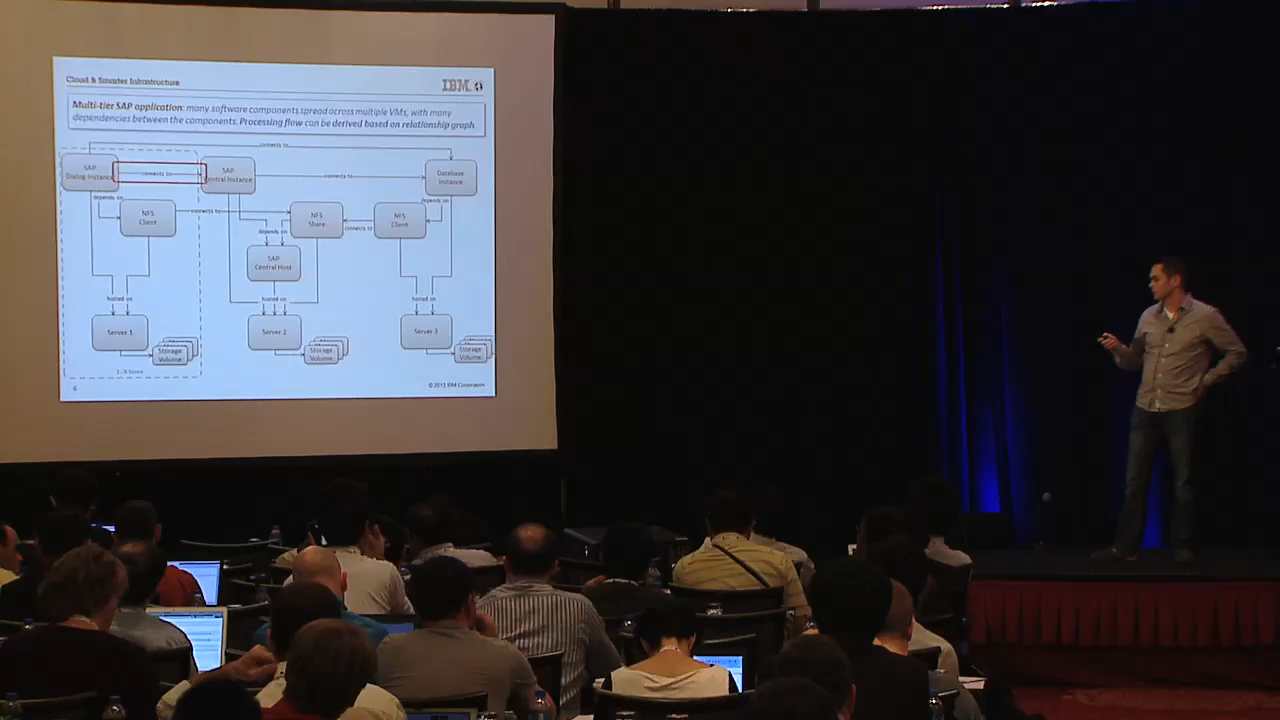 Cloud & Smarter Infrastructure
IBM
Multi-tier SAP application: many software components spread across multiple VMs, with many
dependencies between the components. Processing flow can be derived based on relationship graph.
connects to
SAP
Dialog Instance
connects to
SAP
Central Instance
connects to
Database
Instance
depends on
depends on
NFS
Client
connects to
NFS
Share
connects to
NFS
Client
depends on
SAP
Central Host
hosted on
hosted on
hosted on
Server 1
Server 2
Server 3
Storage
Volume
Storage
Volume
Storage
Volume
6
© 2013 IBM Corporation